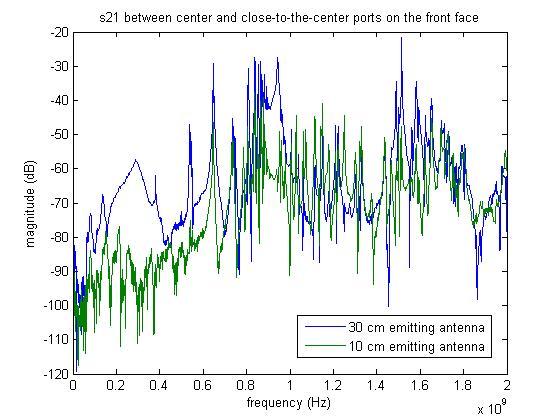 s21 between center and close-to-the-center ports on the front face
-20
-30
-40
-50
-60
-70
-80
-90
-100
-110
-120
magnitude (dB)
30 cm emitting antenna
10 cm emitting antenna
0 0.2 0.4 0.6 0.8 1 1.2 1.4 1.6 1.8 2
frequency (Hz)
x 10^9